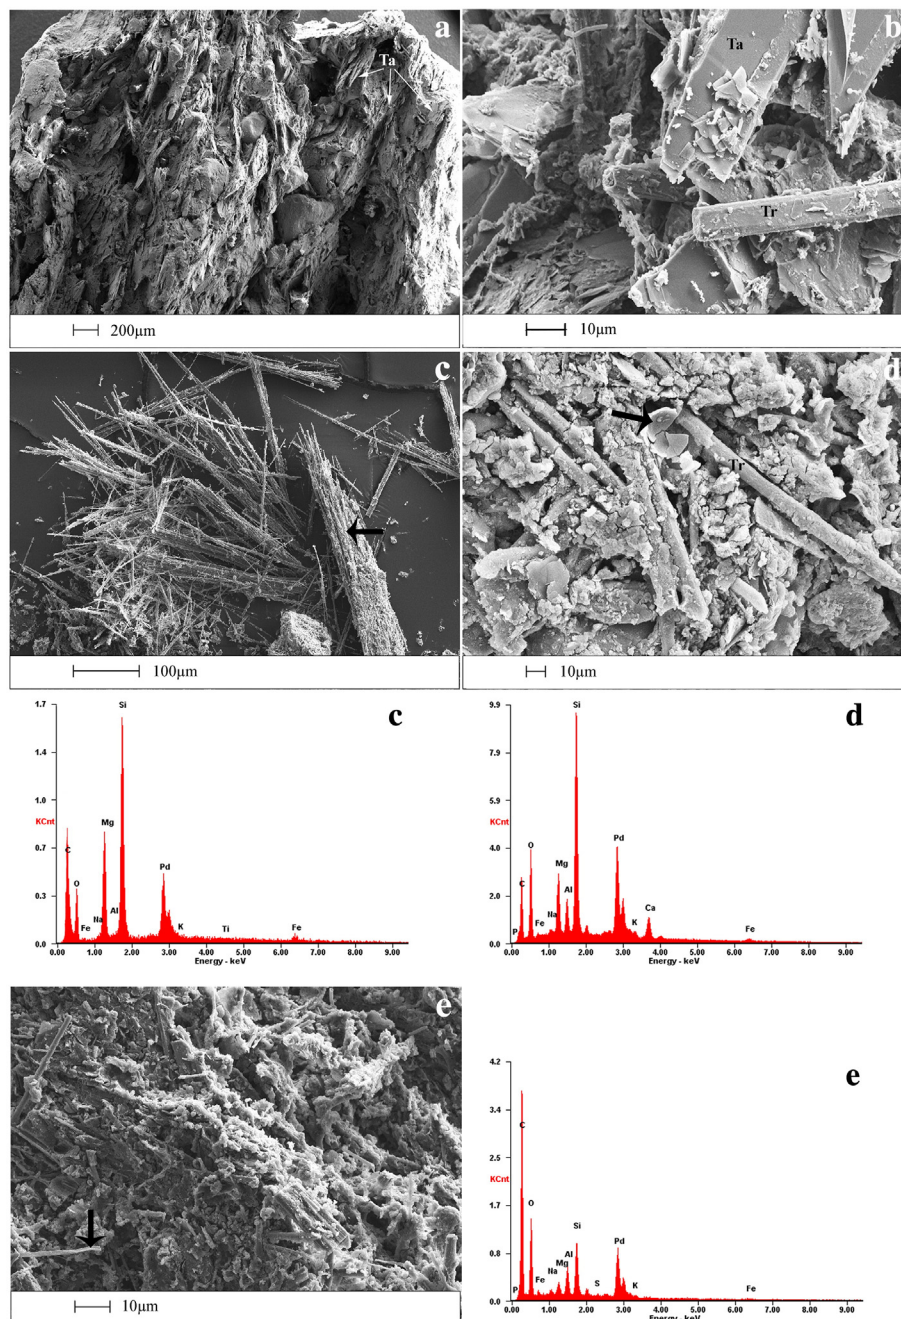 a
Ta
200µm
b
Ta
Tr
10µm
c
100µm
d
Tr
10µm
c
1.7
1.4
1.0
KCnt
0.7
0.3
0.0
C
O
Fe
Na
Mg
Al
Si
Pd
K
Ti
Fe
0.00 1.00 2.00 3.00 4.00 5.00 6.00 7.00 8.00 9.00
Energy - keV
d
9.9
7.9
5.9
KCnt
4.0
2.0
0.0
P
C
O
Fe
Na
Mg
Al
Si
Pd
K
Ca
Fe
0.00 1.00 2.00 3.00 4.00 5.00 6.00 7.00 8.00 9.00
Energy - keV
e
10µm
e
4.2
3.4
2.5
KCnt
1.7
0.8
0.0
P
C
O
Fe
Na
Mg
Al
Si
S
Pd
K
Fe
0.00 1.00 2.00 3.00 4.00 5.00 6.00 7.00 8.00 9.00
Energy - keV